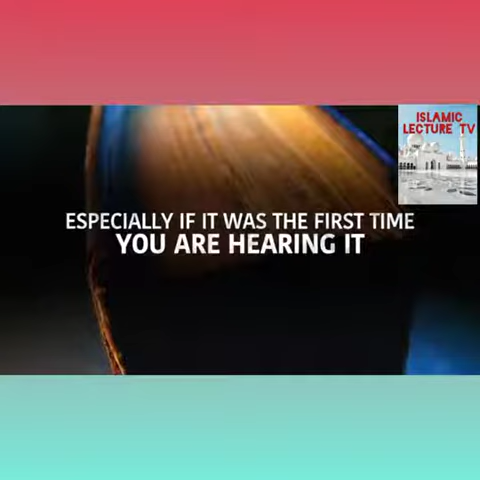 ISLAMIC
LECTURE TV
ESPECIALLY IF IT WAS THE FIRST TIME
YOU ARE HEARING IT